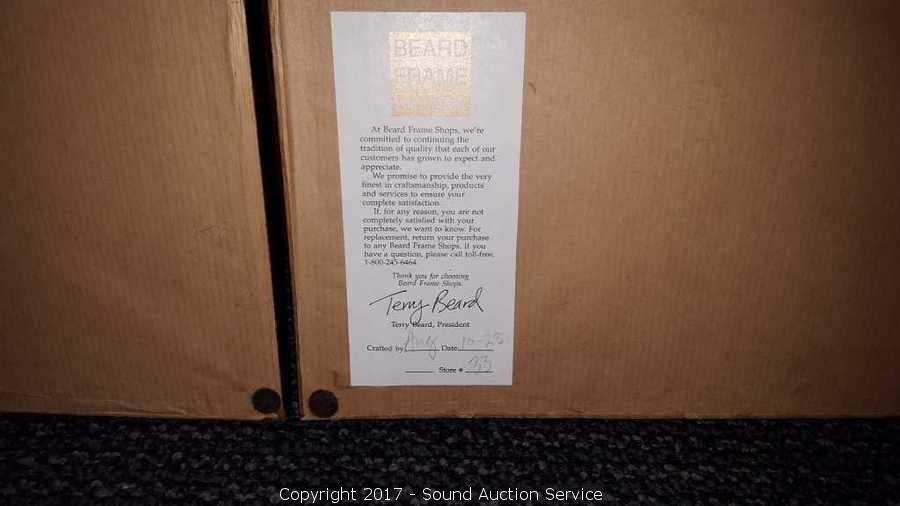 BEARD
FRAME
At Beard Frame Shops, we're
committed to continuing the
tradition of quality that each of our
customers has grown to expect and
appreciate.
We promise to provide the very
finest in craftsmanship, products
and services to ensure your
complete satisfaction.
If, for any reason, you are not
completely satisfied with your
purchase, we want to know. For
replacement, return your purchase
to any Beard Frame Shops. If you
have a question, please call toll-free,
1-800-245-6464
Thank you for choosing
Beard Frame Shops.
Terry Beard
Terry Beard, President
Crafted by Date 10-23
Store # 33
Copyright 2017 - Sound Auction Service